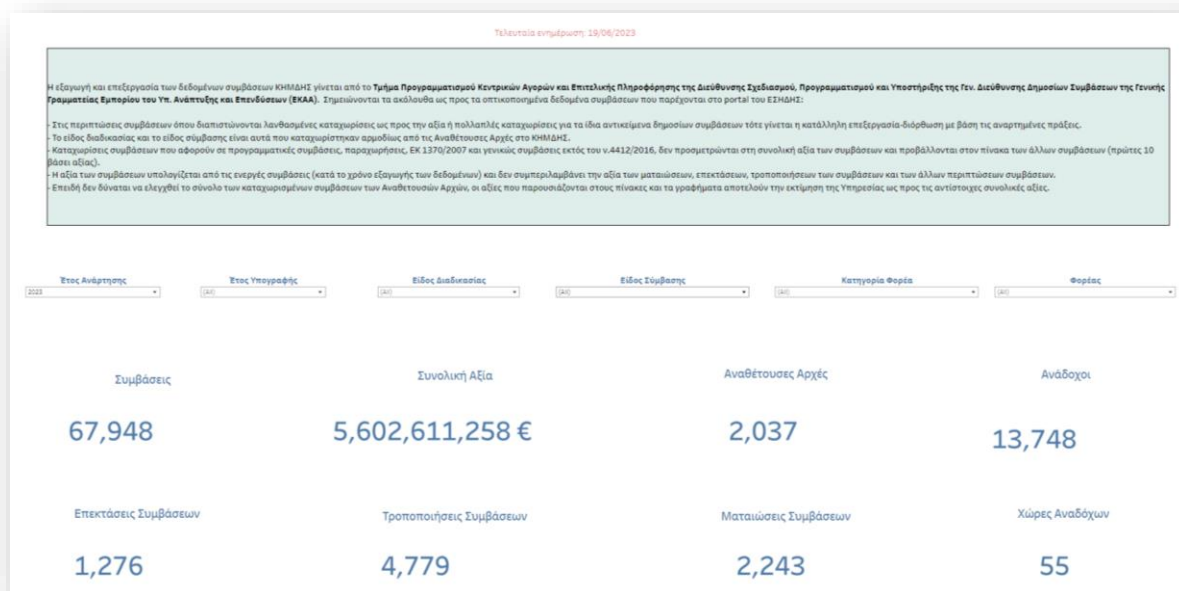 Τελευταία ενημέρωση: 19/06/2023
Η εξαγωγή και επεξεργασία των δεδομένων συμβάσεων ΚΗΜΔΗΣ γίνεται από το Τμήμα Προγραμματισμού Κεντρικών Αγορών και Επιτελικής Πληροφόρησης της Διεύθυνσης Σχεδιασμού, Προγραμματισμού και Υποστήριξης της Γεν. Διεύθυνσης Δημοσίων Συμβάσεων της Γενικής
Γραμματείας Εμπορίου του Υπ. Ανάπτυξης και Επενδύσεων (ΕΚΑΑ). Σημειώνονται τα ακόλουθα ως προς τα οπτικοποιημένα δεδομένα συμβάσεων που παρέχονται στο portal του ΕΣΗΔΗΣ:
- Στις περιπτώσεις συμβάσεων όπου διαπιστώνονται λανθασμένες καταχωρίσεις ως προς την αξία ή πολλαπλές καταχωρίσεις για τα ίδια αντικείμενα δημοσίων συμβάσεων τότε γίνεται η κατάλληλη επεξεργασία-διόρθωση με βάση τις αναρτημένες πράξεις.
- Το είδος διαδικασίας και το είδος σύμβασης είναι αυτά που καταχωρίστηκαν αρμοδίως από τις Αναθέτουσες Αρχές στο ΚΗΜΔΗΣ.
- Καταχωρίσεις συμβάσεων που αφορούν σε προγραμματικές συμβάσεις, παραχωρήσεις, ΕΚ 1370/2007 και γενικώς συμβάσεις εκτός του ν.4412/2016, δεν προσμετρώνται στη συνολική αξία των συμβάσεων και προβάλλονται στον πίνακα των άλλων συμβάσεων (πρώτες 10
βάσει αξίας).
- Η αξία των συμβάσεων υπολογίζεται από τις ενεργές συμβάσεις (κατά το χρόνο εξαγωγής των δεδομένων) και δεν συμπεριλαμβάνει την αξία των ματαιώσεων, επεκτάσεων, τροποποιήσεων των συμβάσεων και των άλλων περιπτώσεων συμβάσεων.
- Επειδή δεν δύναται να ελεγχθεί το σύνολο των καταχωρισμένων συμβάσεων των Αναθετουσών Αρχών, οι αξίες που παρουσιάζονται στους πίνακες και τα γραφήματα αποτελούν την εκτίμηση της Υπηρεσίας ως προς τις αντίστοιχες συνολικές αξίες.
Έτος Ανάρτησης Έτος Υπογραφής Είδος Διαδικασίας Είδος Σύμβασης Κατηγορία Φορέα Φορέας
2023 (All) (All) (All) (All) (All)
Συμβάσεις Συνολική Αξία Αναθέτουσες Αρχές Ανάδοχοι
67,948 5,602,611,258 € 2,037 13,748
Επεκτάσεις Συμβάσεων Τροποποιήσεις Συμβάσεων Ματαιώσεις Συμβάσεων Χώρες Αναδόχων
1,276 4,779 2,243 55